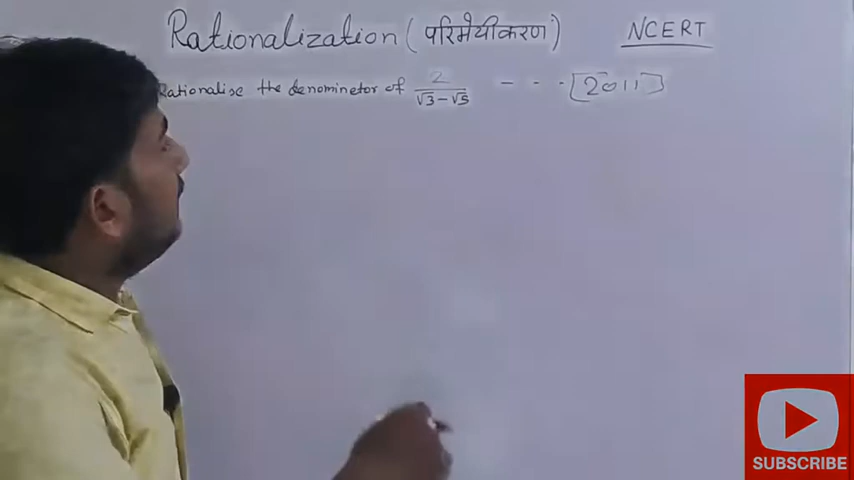 Rationalization (परिमेयीकरण) NCERT
Rationalise the denominator of 2/(√3-√5) - - - [2011]
SUBSCRIBE